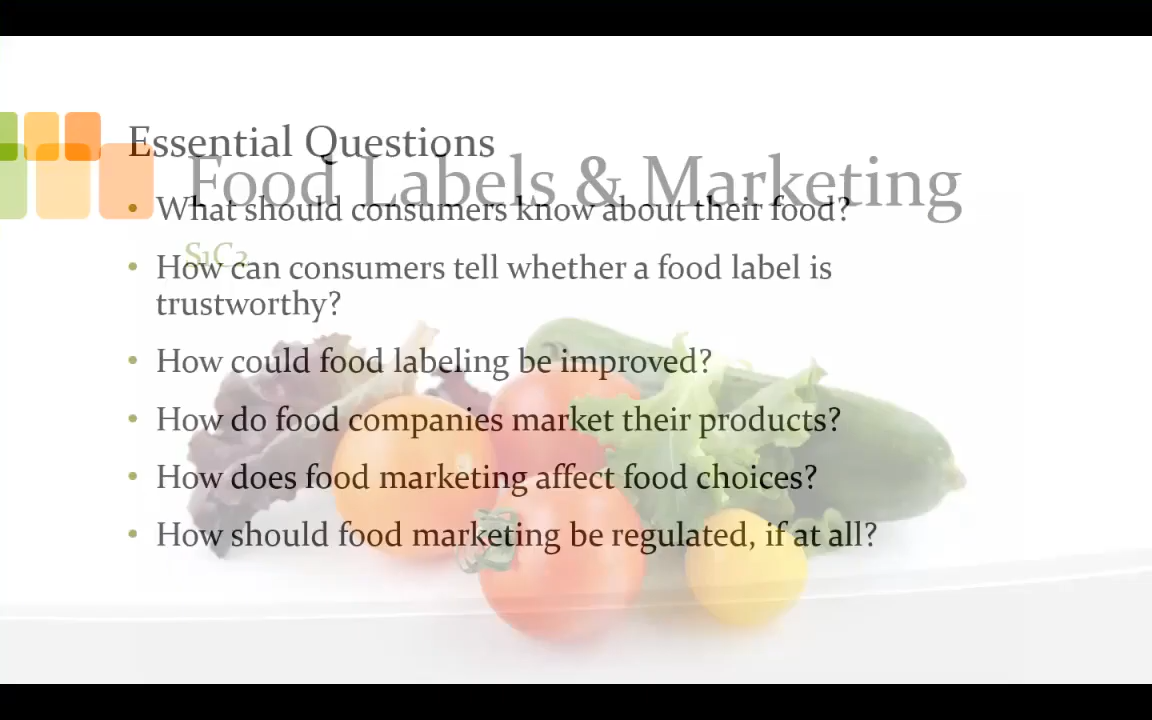 Essential Questions
Food Labels & Marketing
• What should consumers know about their food?
S1C2
• How can consumers tell whether a food label is
trustworthy?
• How could food labeling be improved?
• How do food companies market their products?
• How does food marketing affect food choices?
• How should food marketing be regulated, if at all?